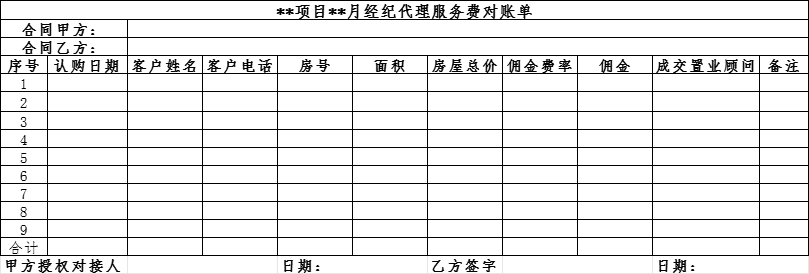 **项目**月经纪代理服务费对账单
合同甲方：
合同乙方：
序号 认购日期 客户姓名 客户电话 房号 面积 房屋总价 佣金费率 佣金 成交置业顾问 备注
1
2
3
4
5
6
7
8
9
合计
甲方授权对接人 日期： 乙方签字 日期：